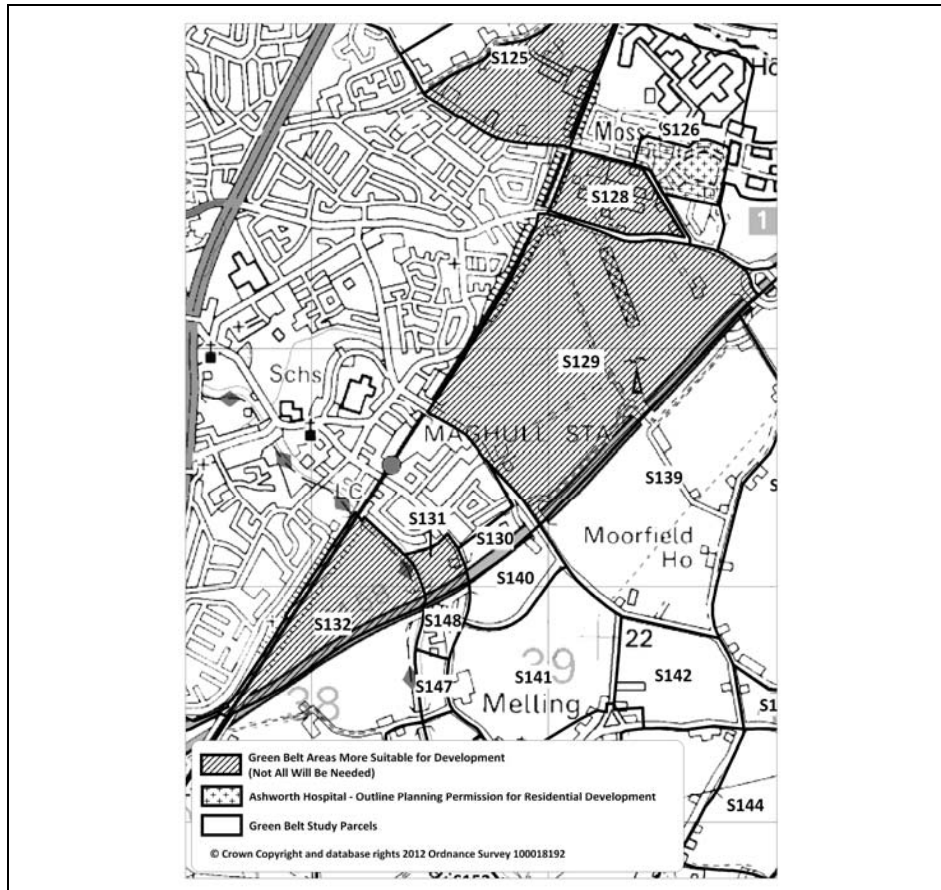 S125
Moss
S126
S128
1
S129
Schs
MAGHULL STA
S139
LC
S131
S130
Moorfield
Ho
S140
S132
S148
22
39
S141
S142
S147
38
Melling
S144
Green Belt Areas More Suitable for Development
(Not All Will Be Needed)
Ashworth Hospital - Outline Planning Permission for Residential Development
Green Belt Study Parcels
© Crown Copyright and database rights 2012 Ordnance Survey 100018192